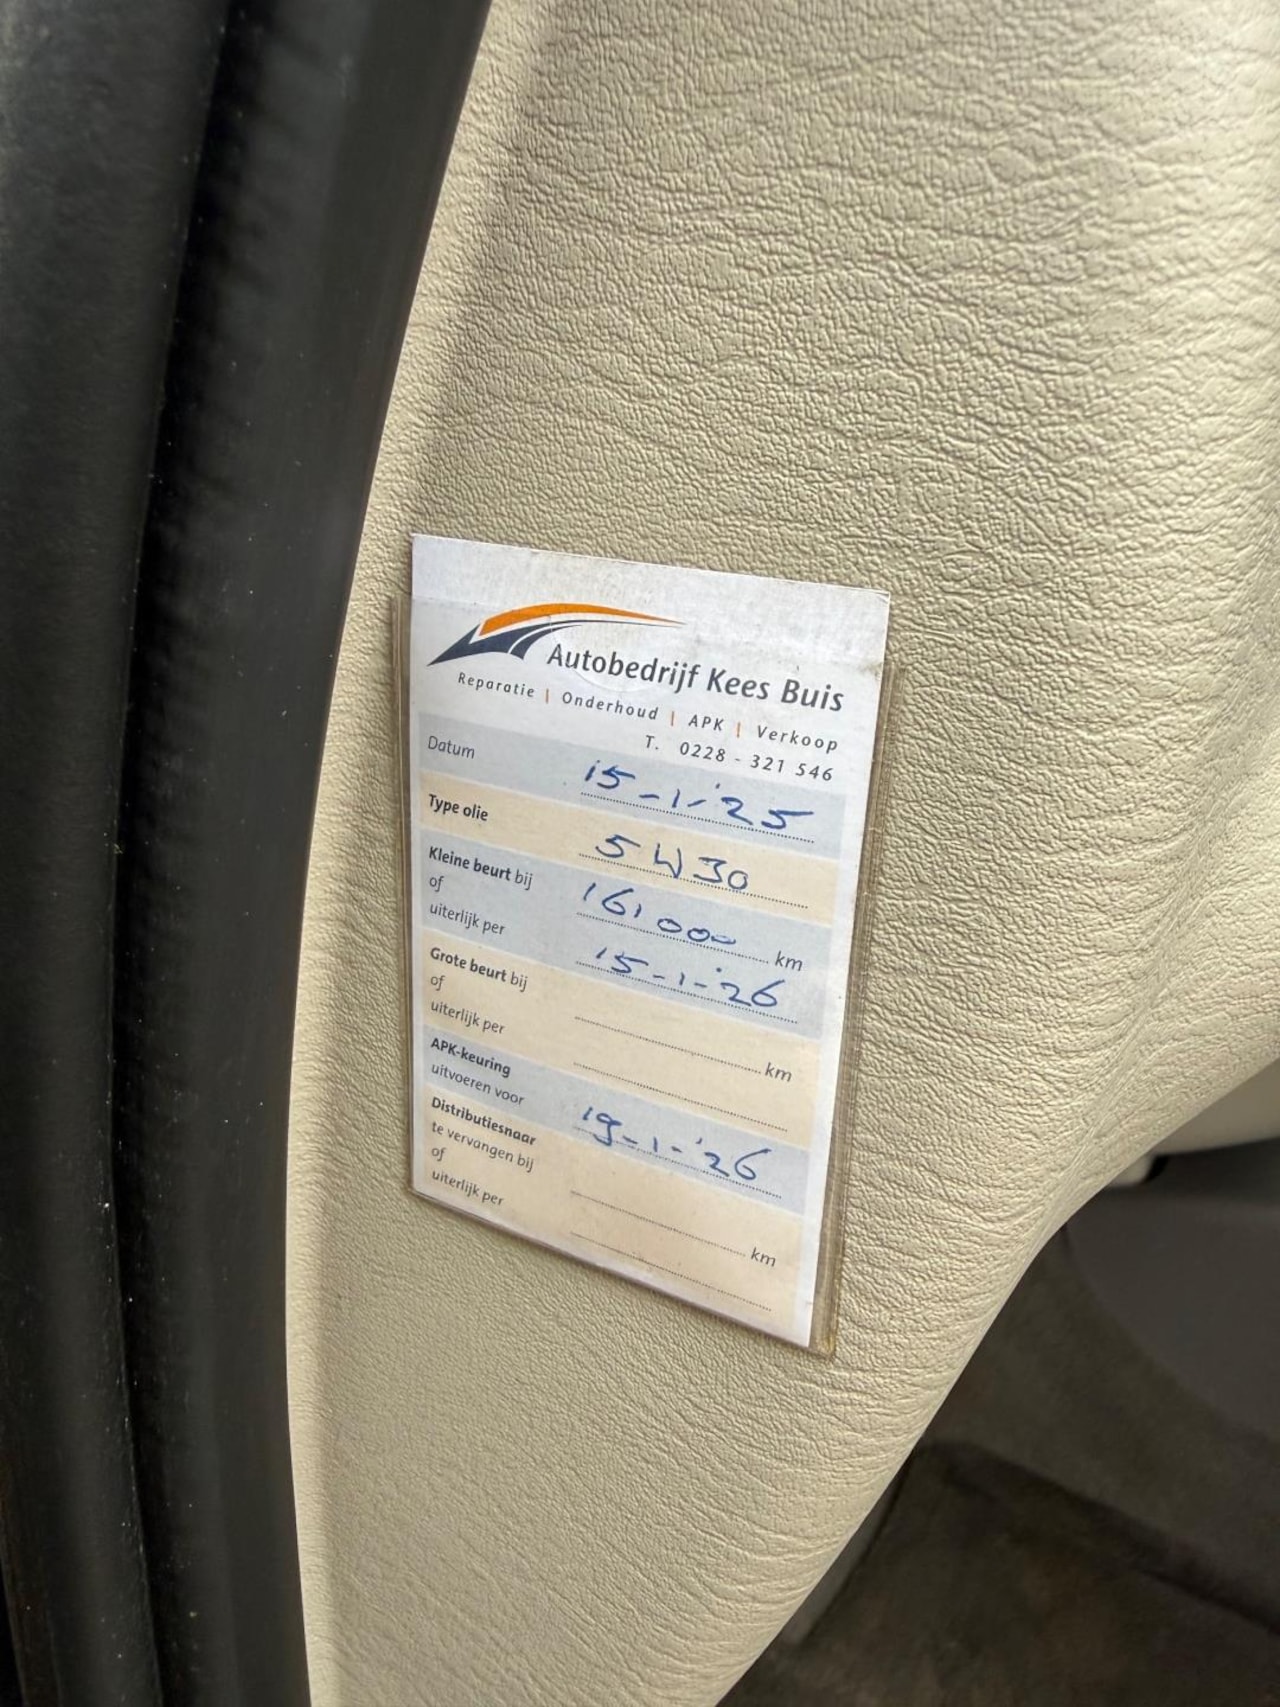 Autobedrijf Kees Buis
Reparatie | Onderhoud | APK | Verkoop
T. 0228 - 321 546
Datum 15-1-'25
Type olie 5W30
Kleine beurt bij 161000 km
of
uiterlijk per 15-1-'26
Grote beurt bij km
of
uiterlijk per
APK-keuring
uitvoeren voor 19-1-'26
Distributiesnaar
te vervangen bij km
of
uiterlijk per